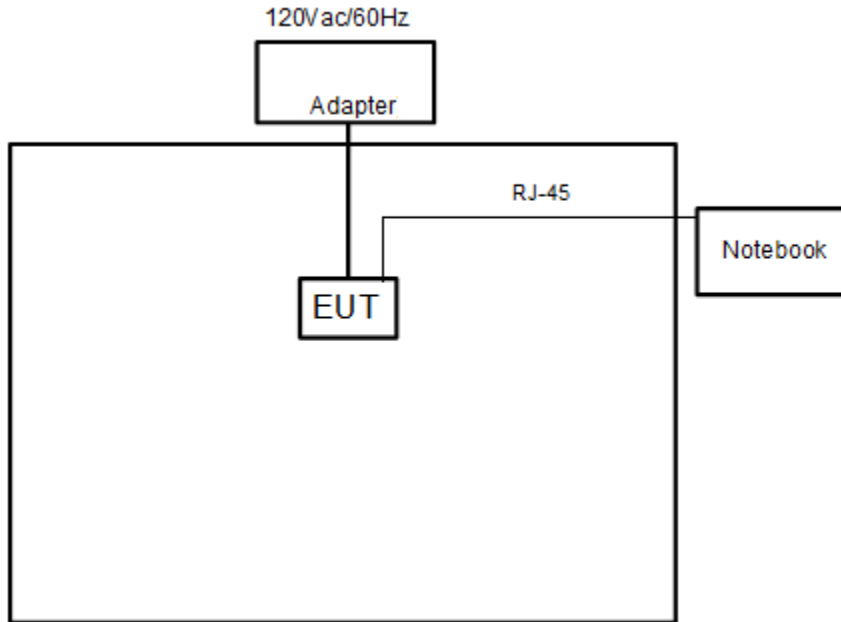 120Vac/60Hz
Adapter
RJ-45
Notebook
EUT